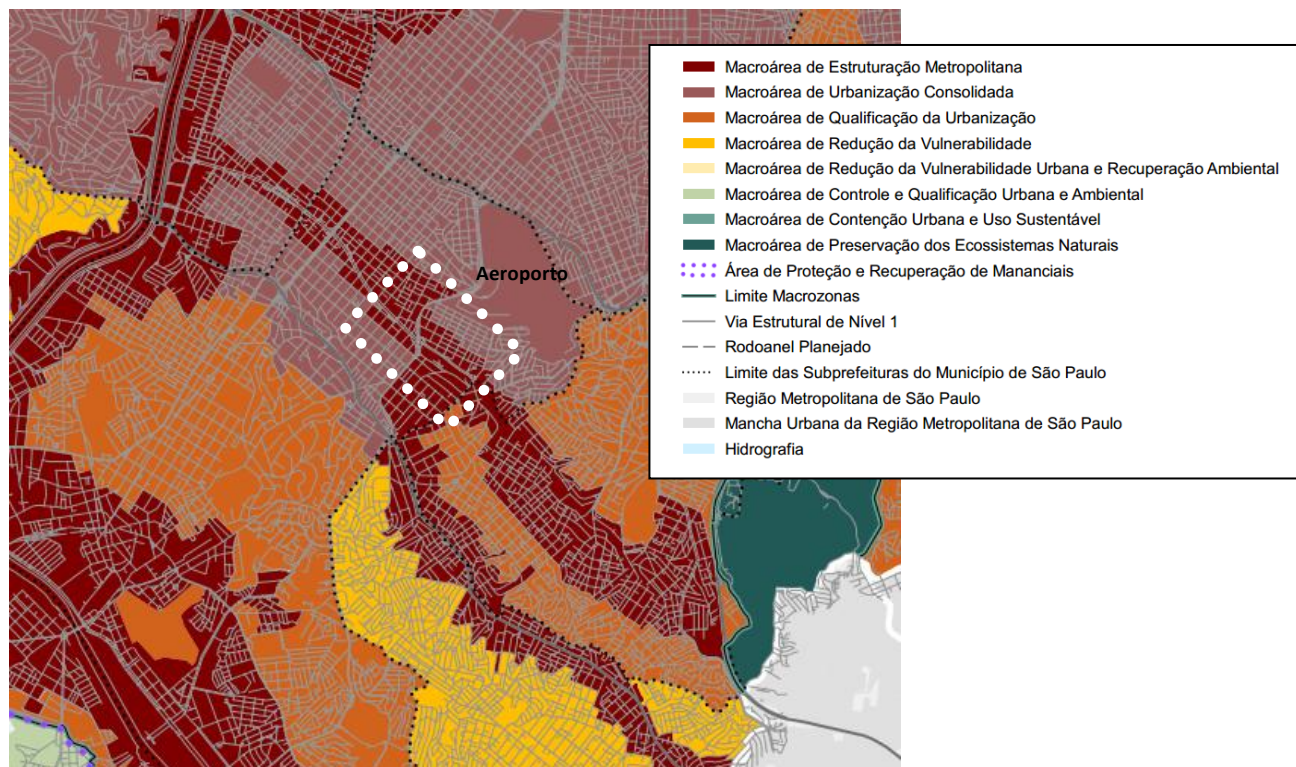 Aeroporto
Macroárea de Estruturação Metropolitana
Macroárea de Urbanização Consolidada
Macroárea de Qualificação da Urbanização
Macroárea de Redução da Vulnerabilidade
Macroárea de Redução da Vulnerabilidade Urbana e Recuperação Ambiental
Macroárea de Controle e Qualificação Urbana e Ambiental
Macroárea de Contenção Urbana e Uso Sustentável
Macroárea de Preservação dos Ecossistemas Naturais
Área de Proteção e Recuperação de Mananciais
Limite Macrozonas
Via Estrutural de Nível 1
Rodoanel Planejado
Limite das Subprefeituras do Município de São Paulo
Região Metropolitana de São Paulo
Mancha Urbana da Região Metropolitana de São Paulo
Hidrografia